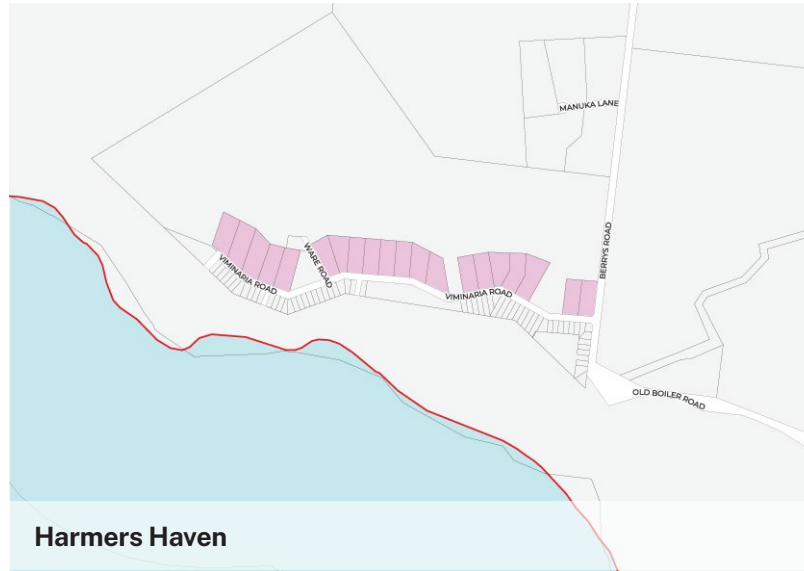 MANUKA LANE
BERRYS ROAD
WARE ROAD
VIMINARIA ROAD
VIMINARIA ROAD
OLD BOILER ROAD
Harmers Haven